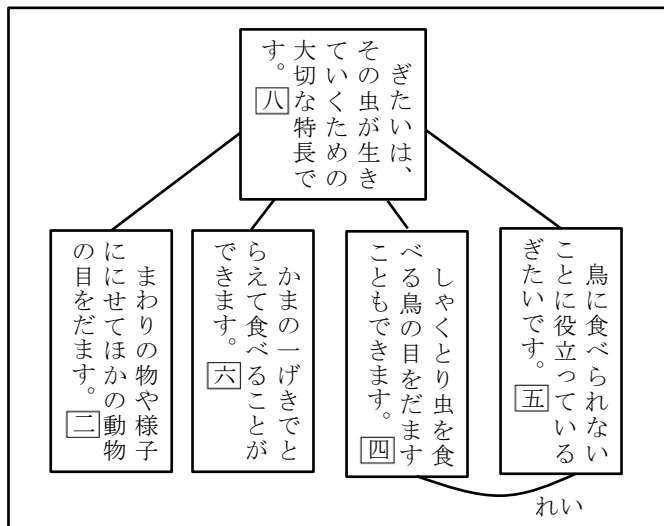 ぎたいは、
その虫が生き
ていくための
大切な特長で
す。八
鳥に食べられない
ことに役立っている
ぎたいです。五
しゃくとり虫を食
べる鳥の目をだます
こともできます。四
かまの一げきでと
らえて食べることが
できます。六
まわりの物や様子
ににせてほかの動物
の目をだます。二
れい